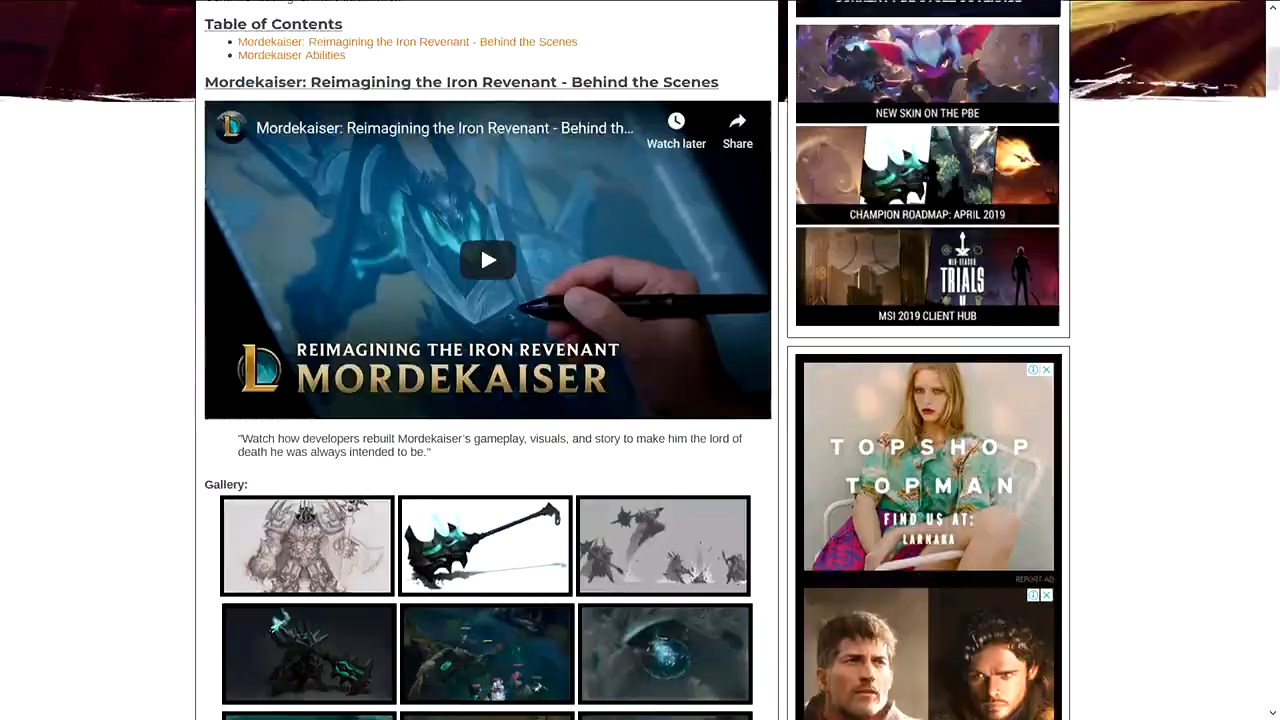 Table of Contents
Mordekaiser: Reimagining the Iron Revenant - Behind the Scenes
Mordekaiser Abilities
Mordekaiser: Reimagining the Iron Revenant - Behind the Scenes
Mordekaiser: Reimagining the Iron Revenant - Behind th...
Watch later
Share
REIMAGINING THE IRON REVENANT
MORDEKAISER
"Watch how developers rebuilt Mordekaiser's gameplay, visuals, and story to make him the lord of
death he was always intended to be."
Gallery:
NEW SKIN ON THE PBE
CHAMPION ROADMAP: APRIL 2019
MID-SEASON
TRIALS
MSI 2019 CLIENT HUB
TOPSHOP
TOPMAN
FIND US AT:
LARNAKA
REPORT AD